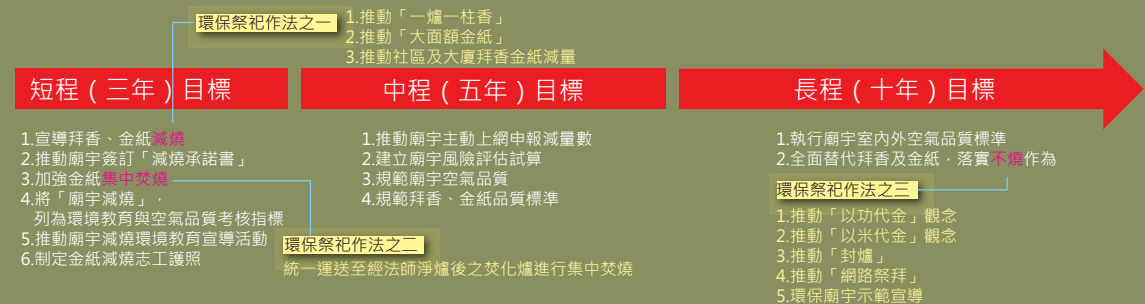 環保祭祀作法之一
1.推動「一爐一柱香」
2.推動「大面額金紙」
3.推動社區及大廈拜香金紙減量
短程（三年）目標
中程（五年）目標
長程（十年）目標
1.宣導拜香、金紙減燒
2.推動廟宇簽訂「減燒承諾書」
3.加強金紙集中焚燒
4.將「廟宇減燒」，
列為環境教育與空氣品質考核指標
5.推動廟宇減燒環境教育宣導活動
6.制定金紙減燒志工護照
1.推動廟宇主動上網申報減量數
2.建立廟宇風險評估試算
3.規範廟宇空氣品質
4.規範拜香、金紙品質標準
1.執行廟宇室內外空氣品質標準
2.全面替代拜香及金紙，落實不燒作為
環保祭祀作法之二
統一運送至經法師淨爐後之焚化爐進行集中焚燒
環保祭祀作法之三
1.推動「以功代金」觀念
2.推動「以米代金」觀念
3.推動「封爐」
4.推動「網路祭拜」
5.環保廟宇示範宣導